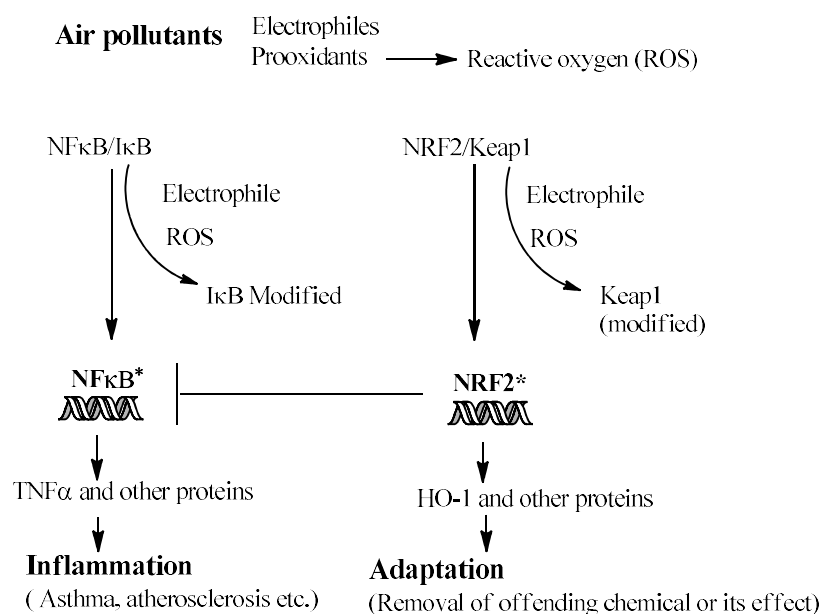 Air pollutants
Electrophiles
Prooxidants
Reactive oxygen (ROS)
NFκB/IκB
Electrophile
ROS
IκB Modified
NRF2/Keap1
Electrophile
ROS
Keap1
(modified)
NFκB*
NRF2*
TNFα and other proteins
HO-1 and other proteins
Inflammation
( Asthma, atherosclerosis etc.)
Adaptation
(Removal of offending chemical or its effect)